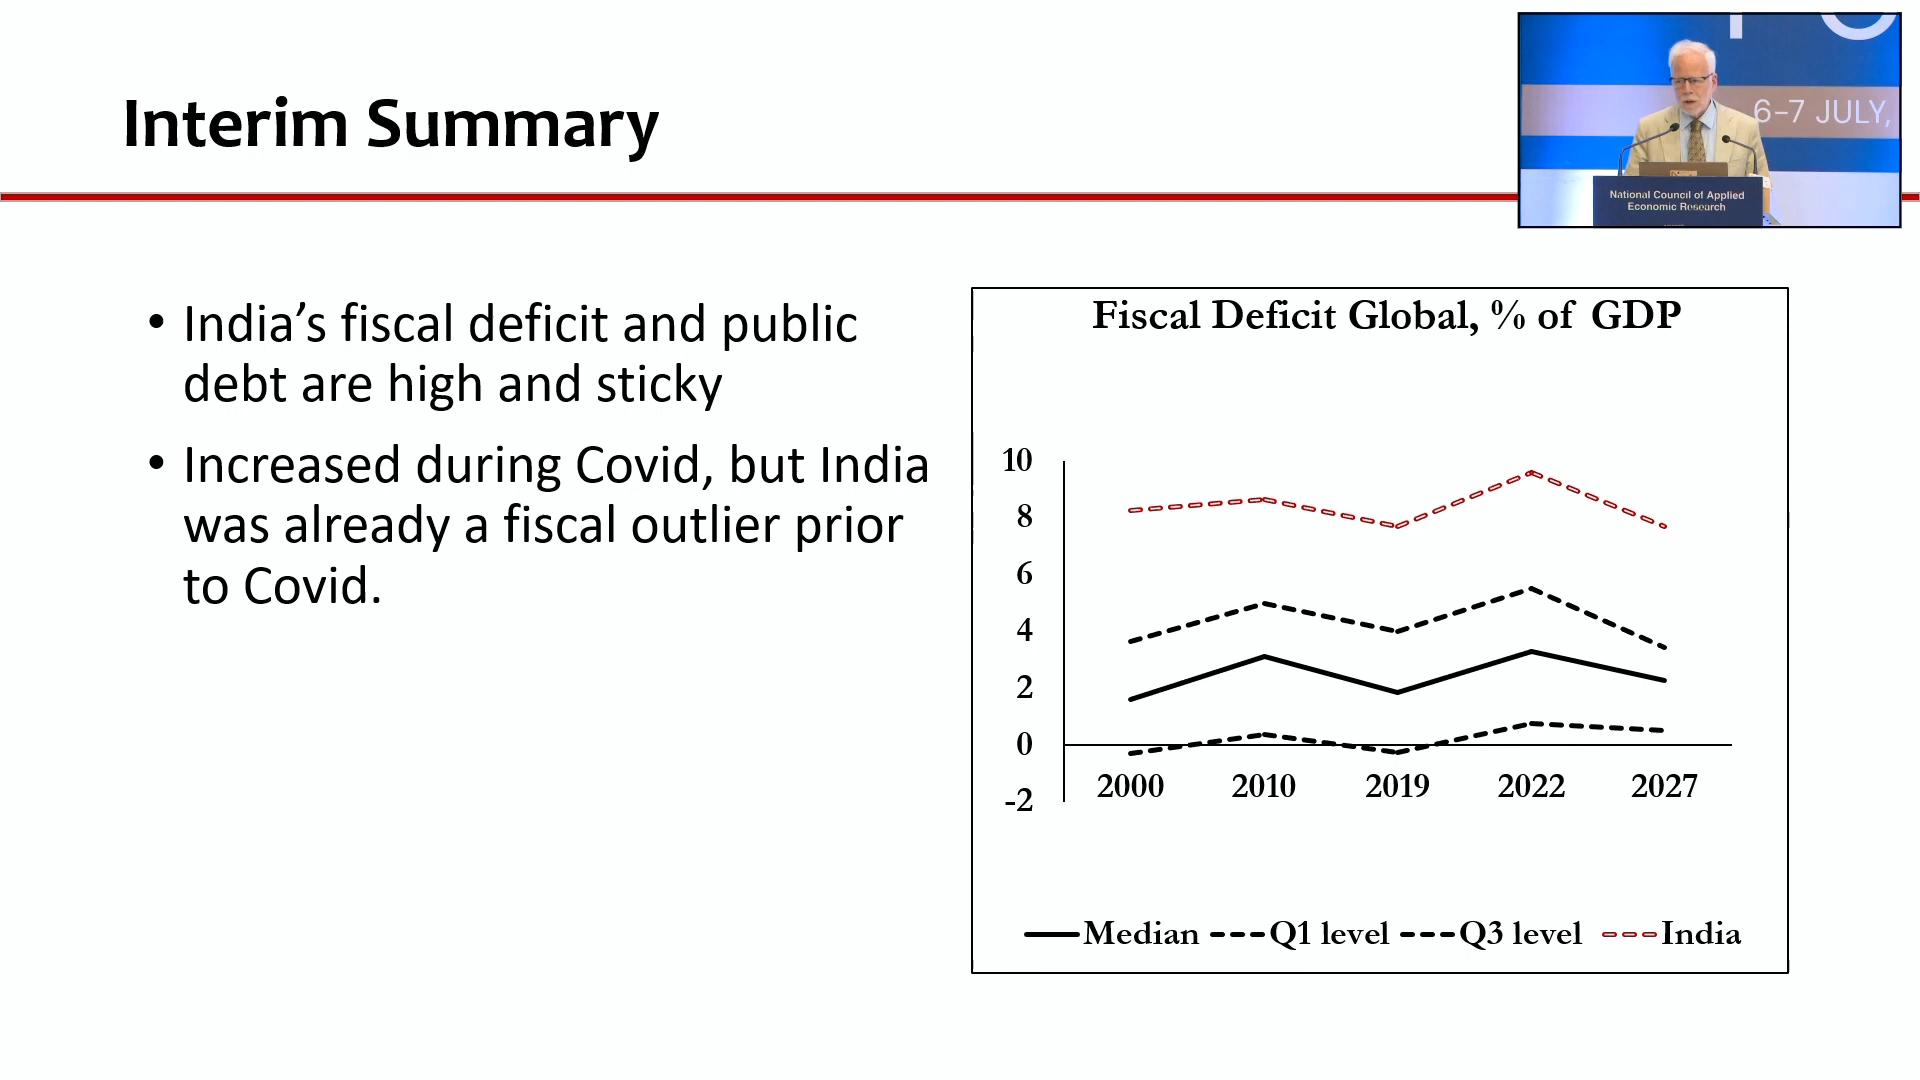 Interim Summary
6-7 JULY,
National Council of Applied
Economic Research
• India’s fiscal deficit and public
debt are high and sticky
• Increased during Covid, but India
was already a fiscal outlier prior
to Covid.
Fiscal Deficit Global, % of GDP
10
8
6
4
2
0
-2
2000 2010 2019 2022 2027
Median Q1 level Q3 level India